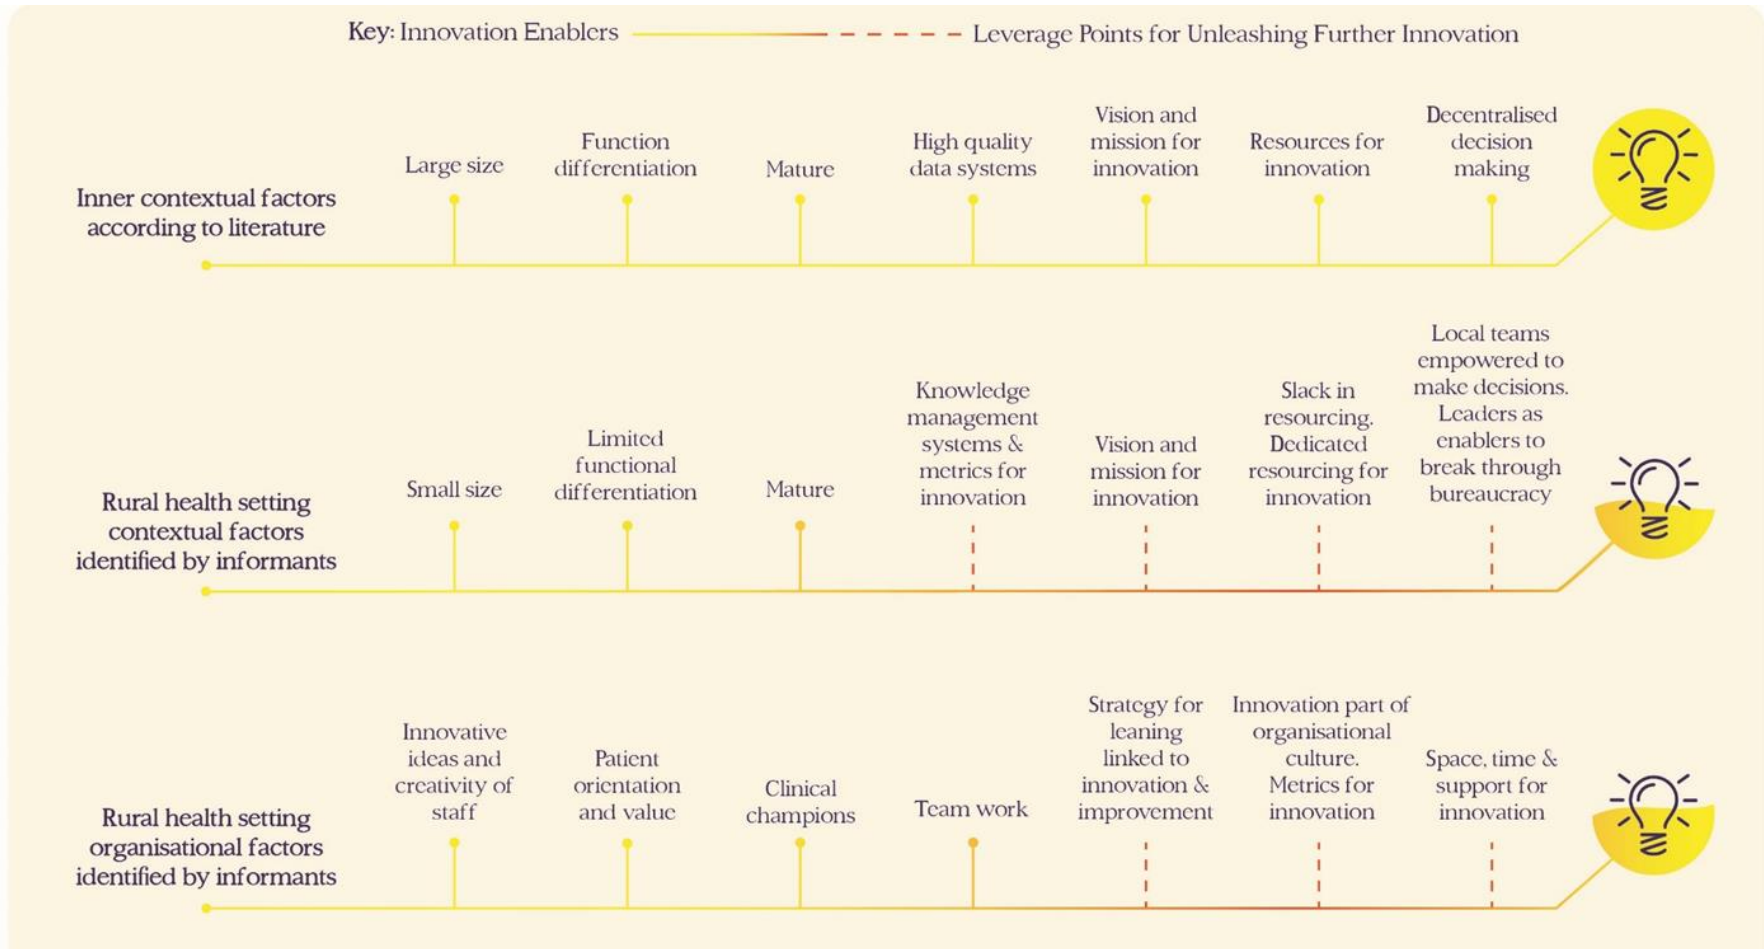 Key: Innovation Enablers
Leverage Points for Unleashing Further Innovation
Inner contextual factors
according to literature
Large size
Function
differentiation
Mature
High quality
data systems
Vision and
mission for
innovation
Resources for
innovation
Decentralised
decision
making
Rural health setting
contextual factors
identified by informants
Small size
Limited
functional
differentiation
Mature
Knowledge
management
systems &
metrics for
innovation
Vision and
mission for
innovation
Slack in
resourcing.
Dedicated
resourcing for
innovation
Local teams
empowered to
make decisions.
Leaders as
enablers to
break through
bureaucracy
Rural health setting
organisational factors
identified by informants
Innovative
ideas and
creativity of
staff
Patient
orientation
and value
Clinical
champions
Team work
Strategy for
leaning
linked to
innovation &
improvement
Innovation part of
organisational
culture.
Metrics for
innovation
Space, time &
support for
innovation